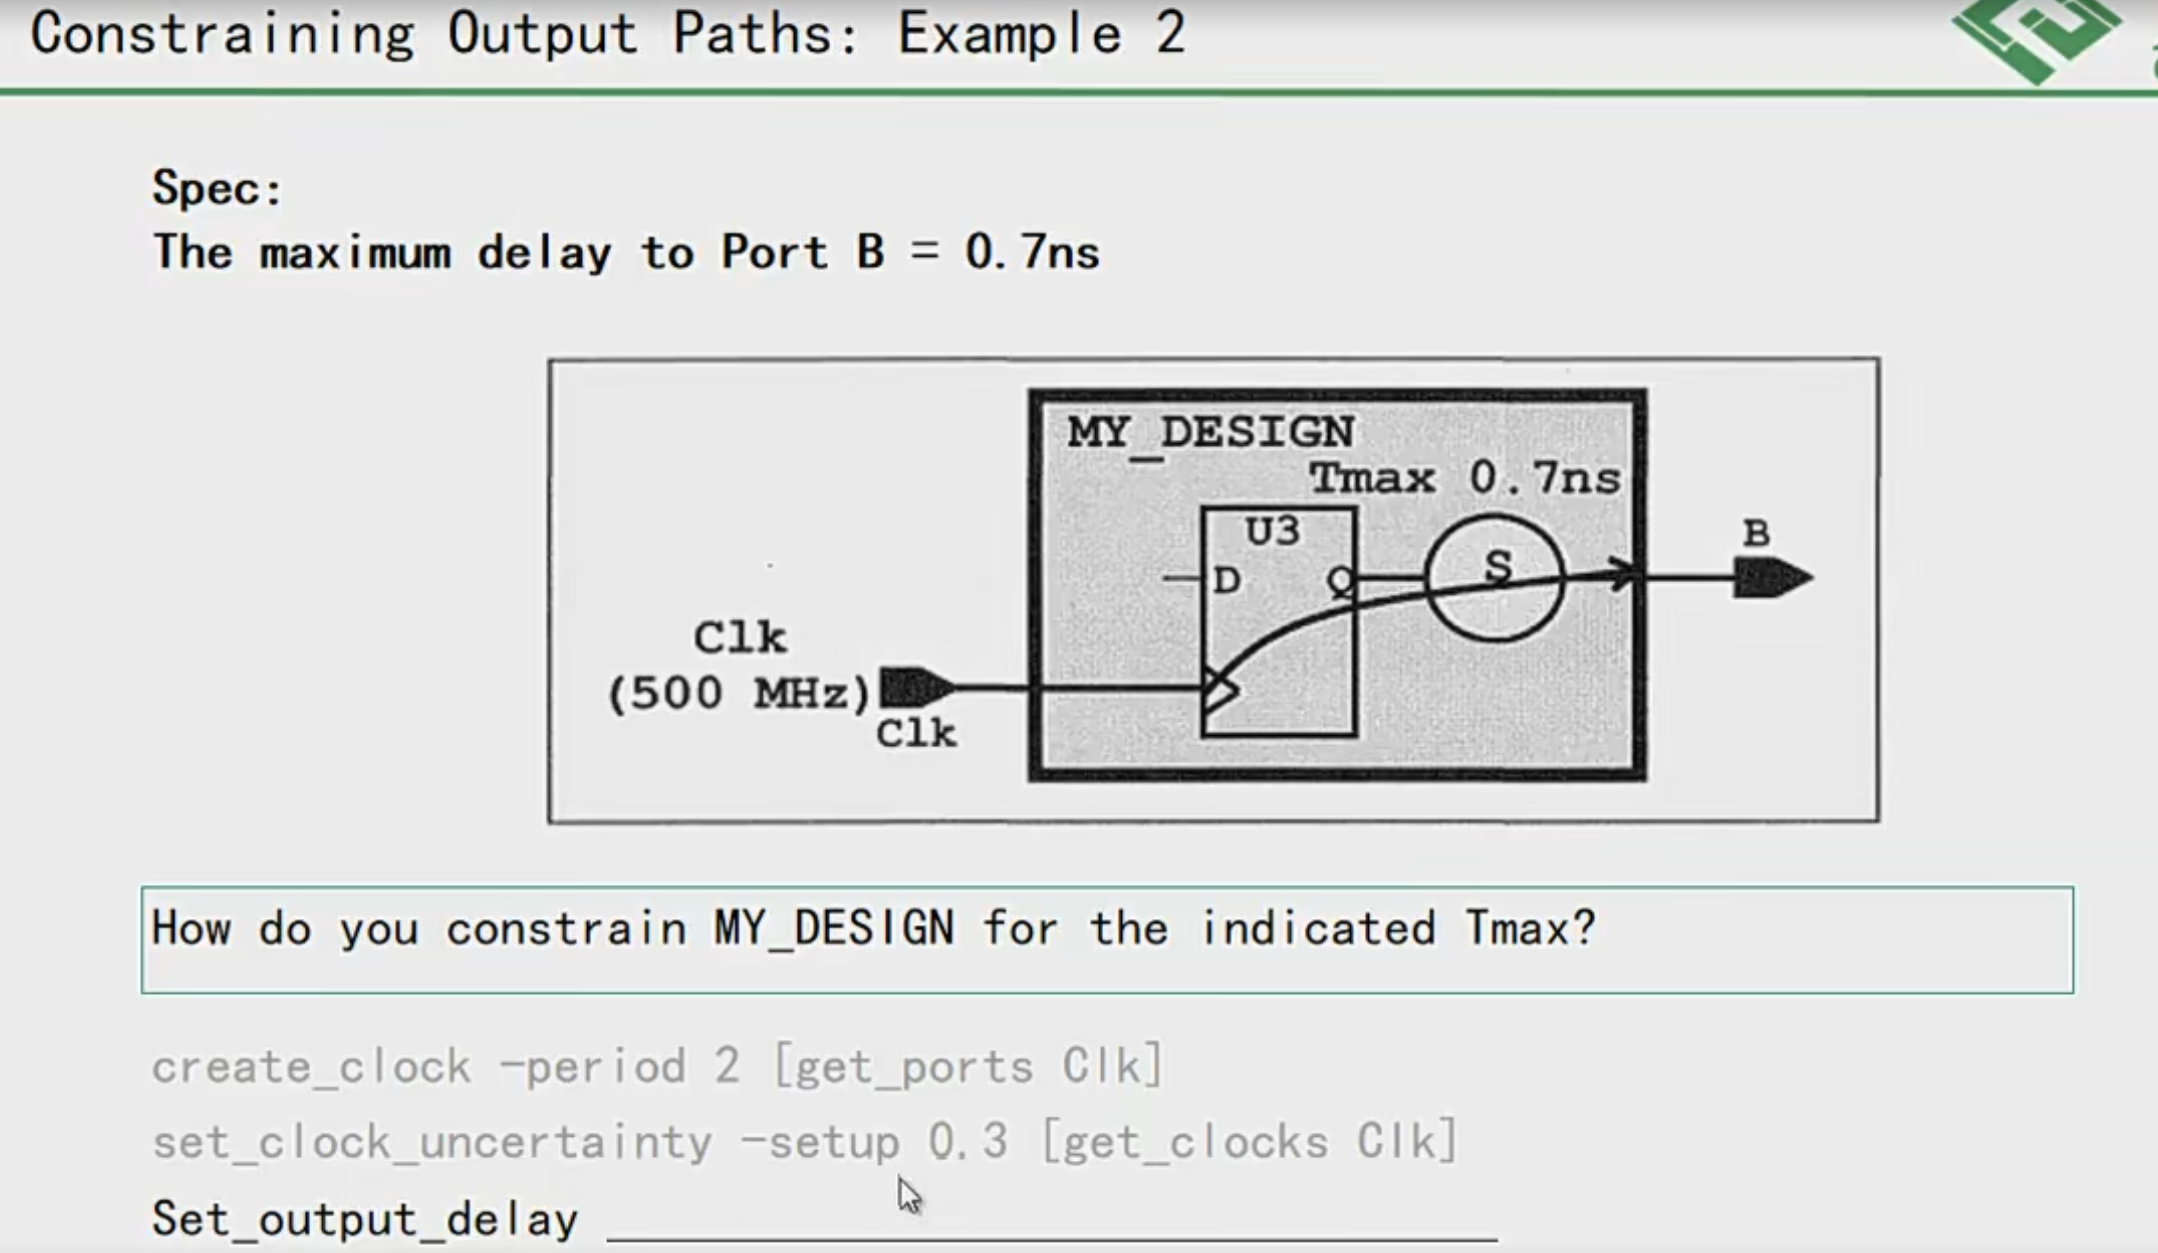 Constraining Output Paths: Example 2
Spec:
The maximum delay to Port B = 0.7ns
MY_DESIGN
Tmax 0.7ns
U3
B
D
Q
S
Clk
(500 MHz)
Clk
How do you constrain MY_DESIGN for the indicated Tmax?
create_clock -period 2 [get_ports Clk]
set_clock_uncertainty -setup 0.3 [get_clocks Clk]
Set_output_delay